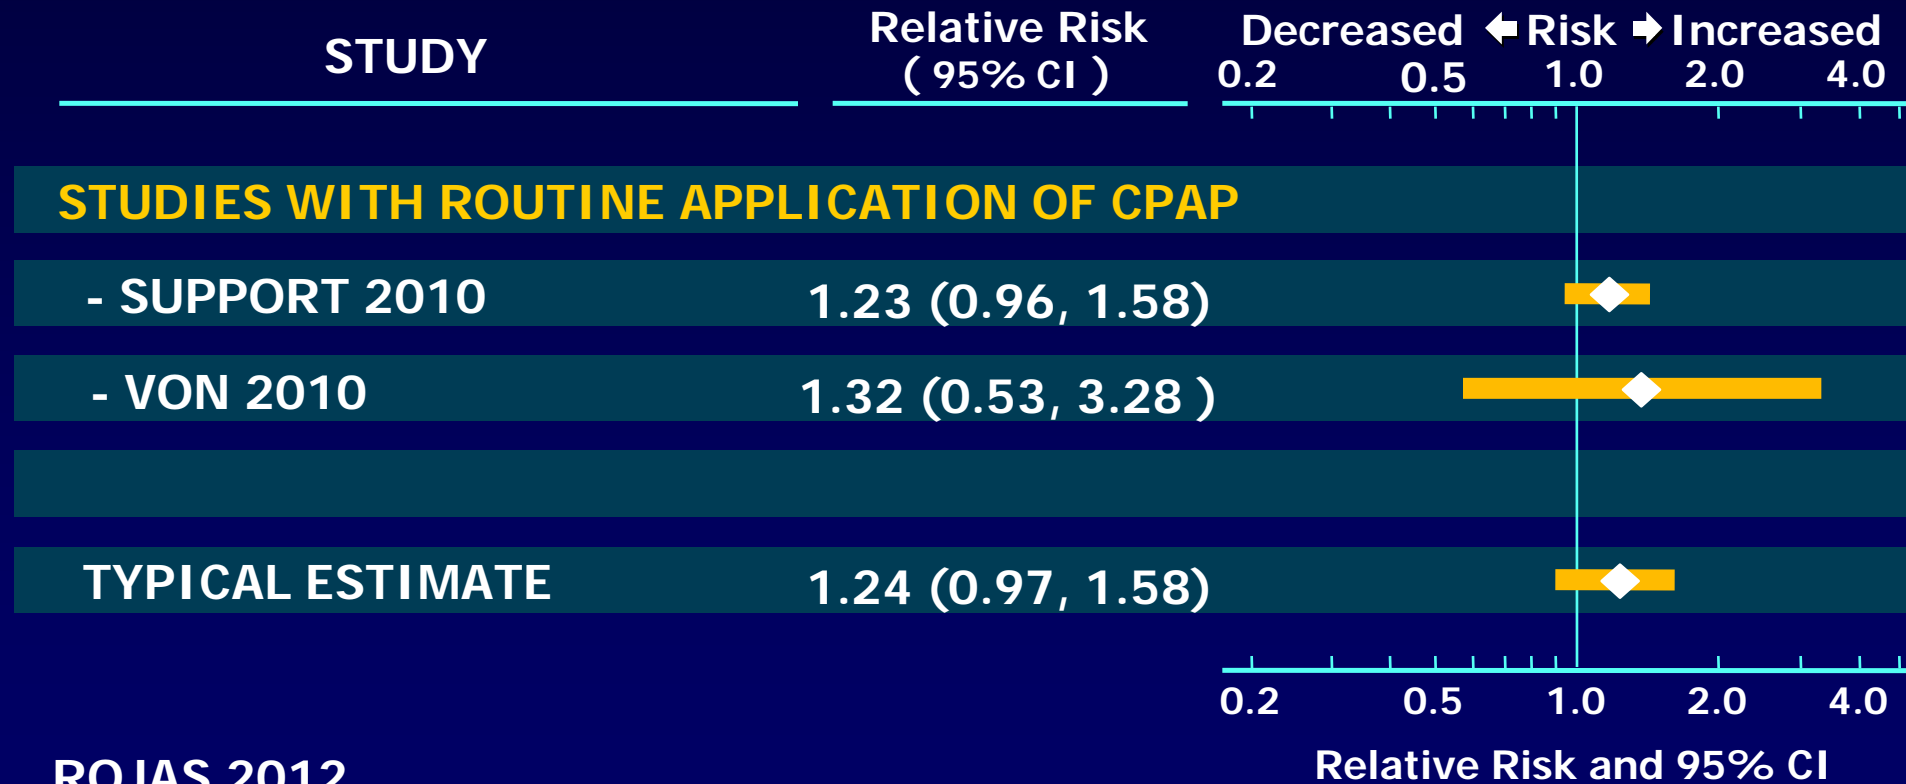 STUDY
Relative Risk
( 95% CI )
Decreased Risk Increased
0.2 0.5 1.0 2.0 4.0
STUDIES WITH ROUTINE APPLICATION OF CPAP
- SUPPORT 2010 1.23 (0.96, 1.58)
- VON 2010 1.32 (0.53, 3.28 )
TYPICAL ESTIMATE 1.24 (0.97, 1.58)
0.2 0.5 1.0 2.0 4.0
Relative Risk and 95% CI
ROJAS 2012